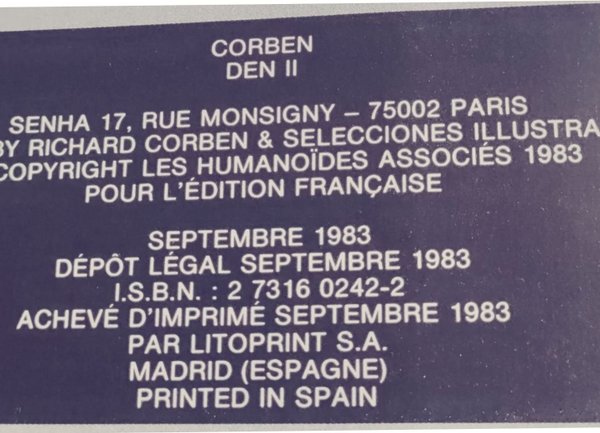 CORBEN
DEN II
SENHA 17, RUE MONSIGNY – 75002 PARIS
BY RICHARD CORBEN & SELECCIONES ILLUSTRA
COPYRIGHT LES HUMANOÏDES ASSOCIÉS 1983
POUR L'ÉDITION FRANÇAISE
SEPTEMBRE 1983
DÉPÔT LÉGAL SEPTEMBRE 1983
I.S.B.N. : 2 7316 0242-2
ACHEVÉ D'IMPRIMÉ SEPTEMBRE 1983
PAR LITOPRINT S.A.
MADRID (ESPAGNE)
PRINTED IN SPAIN